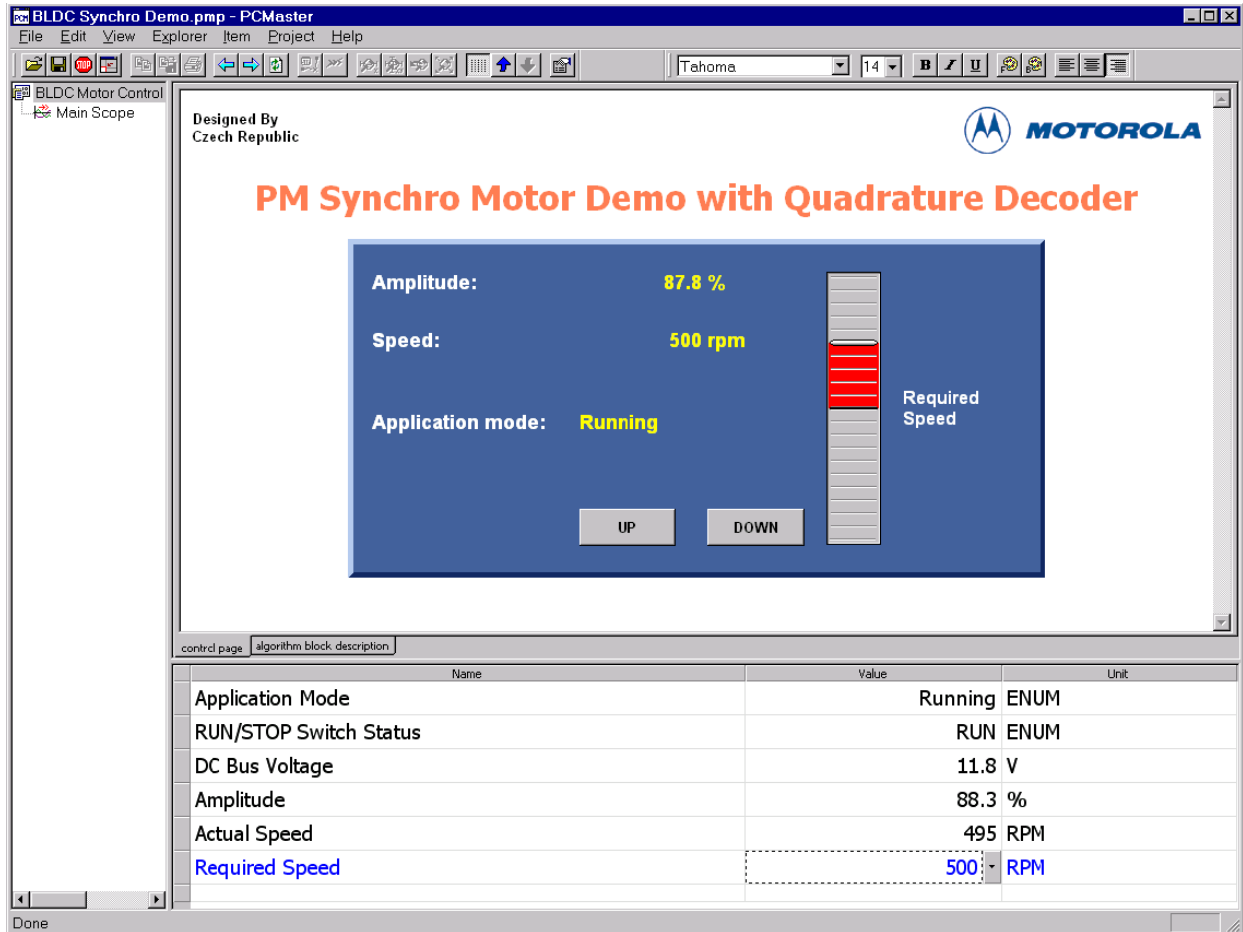 BLDC Synchro Demo.pmp - PCMaster
File Edit View Explorer Item Project Help
Tahoma 14 B I U
BLDC Motor Control
Main Scope
Designed By
Czech Republic
MOTOROLA
PM Synchro Motor Demo with Quadrature Decoder
Amplitude: 87.8 %
Speed: 500 rpm
Required
Speed
Application mode: Running
UP DOWN
control page algorithm block description
Name Value Unit
Application Mode Running ENUM
RUN/STOP Switch Status RUN ENUM
DC Bus Voltage 11.8 V
Amplitude 88.3 %
Actual Speed 495 RPM
Required Speed 500 RPM
Done